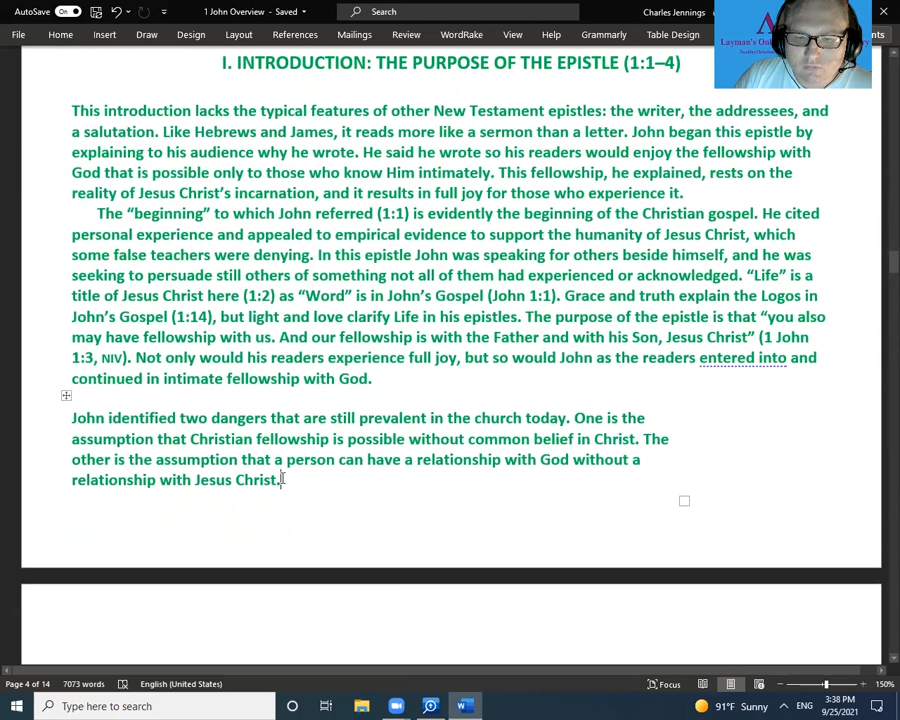 AutoSave On 1 John Overview - Saved Search Charles Jennings
File Home Insert Draw Design Layout References Mailings Review View WordRake Help Grammarly Table Design
Layman's
I. INTRODUCTION: THE PURPOSE OF THE EPISTLE (1:1–4)
This introduction lacks the typical features of other New Testament epistles: the writer, the addressees, and
a salutation. Like Hebrews and James, it reads more like a sermon than a letter. John began this epistle by
explaining to his audience why he wrote. He said he wrote so his readers would enjoy the fellowship with
God that is possible only to those who know Him intimately. This fellowship, he explained, rests on the
reality of Jesus Christ's incarnation, and it results in full joy for those who experience it.
The “beginning” to which John referred (1:1) is evidently the beginning of the Christian gospel. He cited
personal experience and appealed to empirical evidence to support the humanity of Jesus Christ, which
some false teachers were denying. In this epistle John was speaking for others beside himself, and he was
seeking to persuade still others of something not all of them had experienced or acknowledged. “Life” is a
title of Jesus Christ here (1:2) as “Word” is in John's Gospel (John 1:1). Grace and truth explain the Logos in
John's Gospel (1:14), but light and love clarify Life in his epistles. The purpose of the epistle is that “you also
may have fellowship with us. And our fellowship is with the Father and with his Son, Jesus Christ” (1 John
1:3, NIV). Not only would his readers experience full joy, but so would John as the readers entered into and
continued in intimate fellowship with God.
John identified two dangers that are still prevalent in the church today. One is the
assumption that Christian fellowship is possible without common belief in Christ. The
other is the assumption that a person can have a relationship with God without a
relationship with Jesus Christ.
Page 4 of 14 7073 words English (United States) Focus 150%
Type here to search 91°F Sunny ENG 3:38 PM
9/25/2021